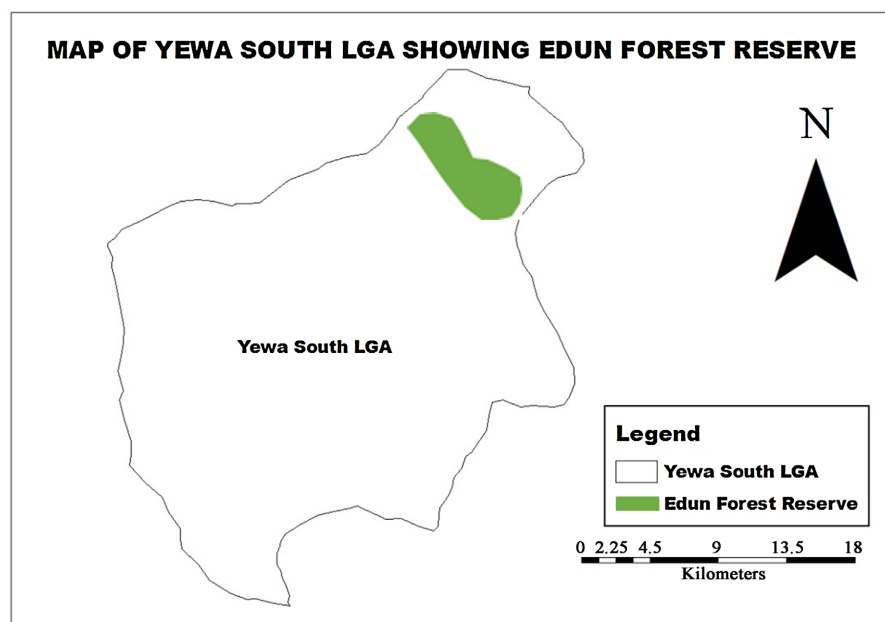 MAP OF YEWA SOUTH LGA SHOWING EDUN FOREST RESERVE
N
Yewa South LGA
Legend
Yewa South LGA
Edun Forest Reserve
0 2.25 4.5 9 13.5 18
Kilometers